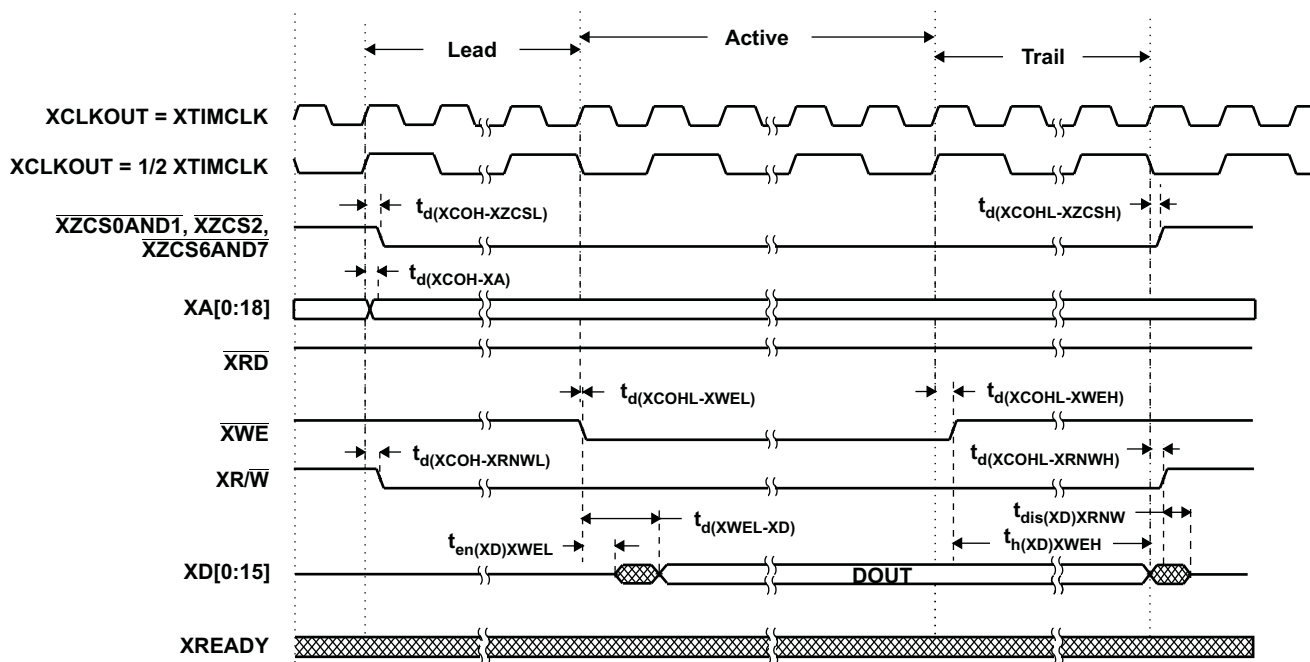 Lead
Active
Trail
XCLKOUT = XTIMCLK
XCLKOUT = 1/2 XTIMCLK
td(XCOH-XZCSL)
td(XCOHL-XZCSH)
XZCS0AND1, XZCS2,
XZCS6AND7
td(XCOH-XA)
XA[0:18]
XRD
td(XCOHL-XWEL)
td(XCOHL-XWEH)
XWE
td(XCOH-XRNWL)
td(XCOHL-XRNWH)
XR/W
td(XWEL-XD)
tdis(XD)XRNW
ten(XD)XWEL
th(XD)XWEH
XD[0:15]
DOUT
XREADY